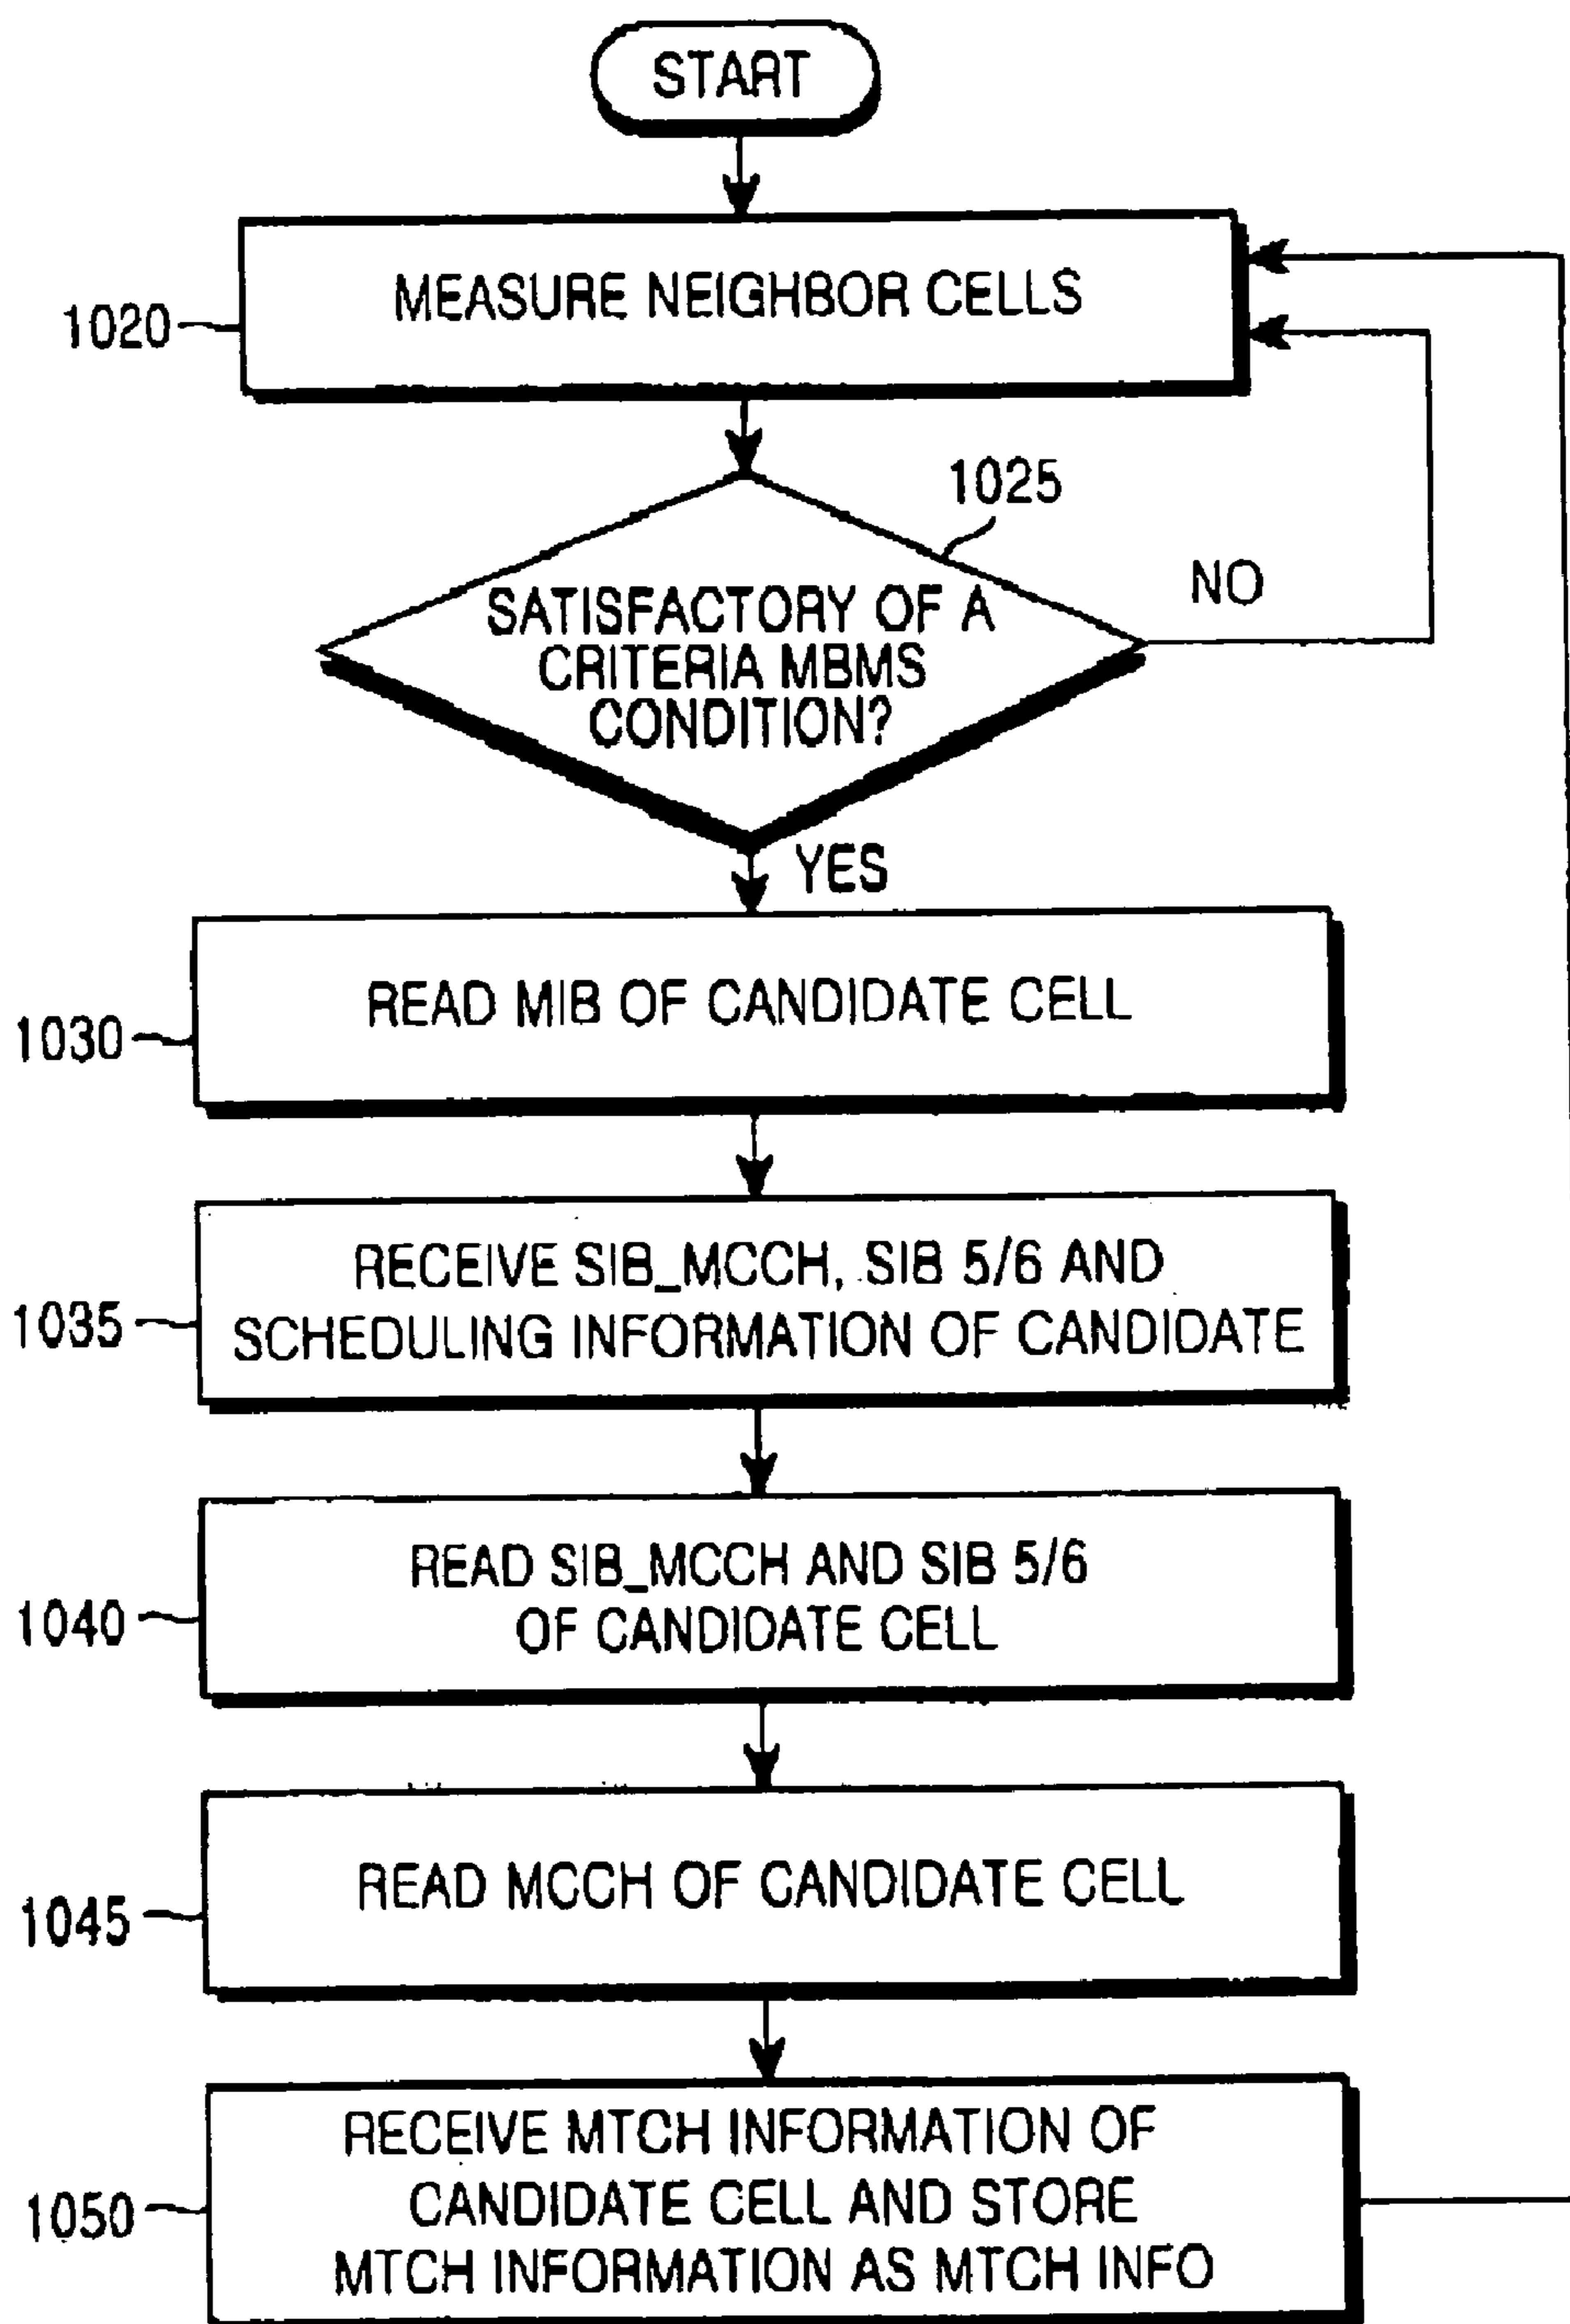 START
MEASURE NEIGHBOR CELLS
1020
1025
SATISFACTORY OF A
CRITERIA MBMS
CONDITION?
NO
YES
READ MIB OF CANDIDATE CELL
1030
RECEIVE SIB_MCCH, SIB 5/6 AND
SCHEDULING INFORMATION OF CANDIDATE
1035
READ SIB_MCCH AND SIB 5/6
OF CANDIDATE CELL
1040
READ MCCH OF CANDIDATE CELL
1045
RECEIVE MTCH INFORMATION OF
CANDIDATE CELL AND STORE
MTCH INFORMATION AS MTCH INFO
1050